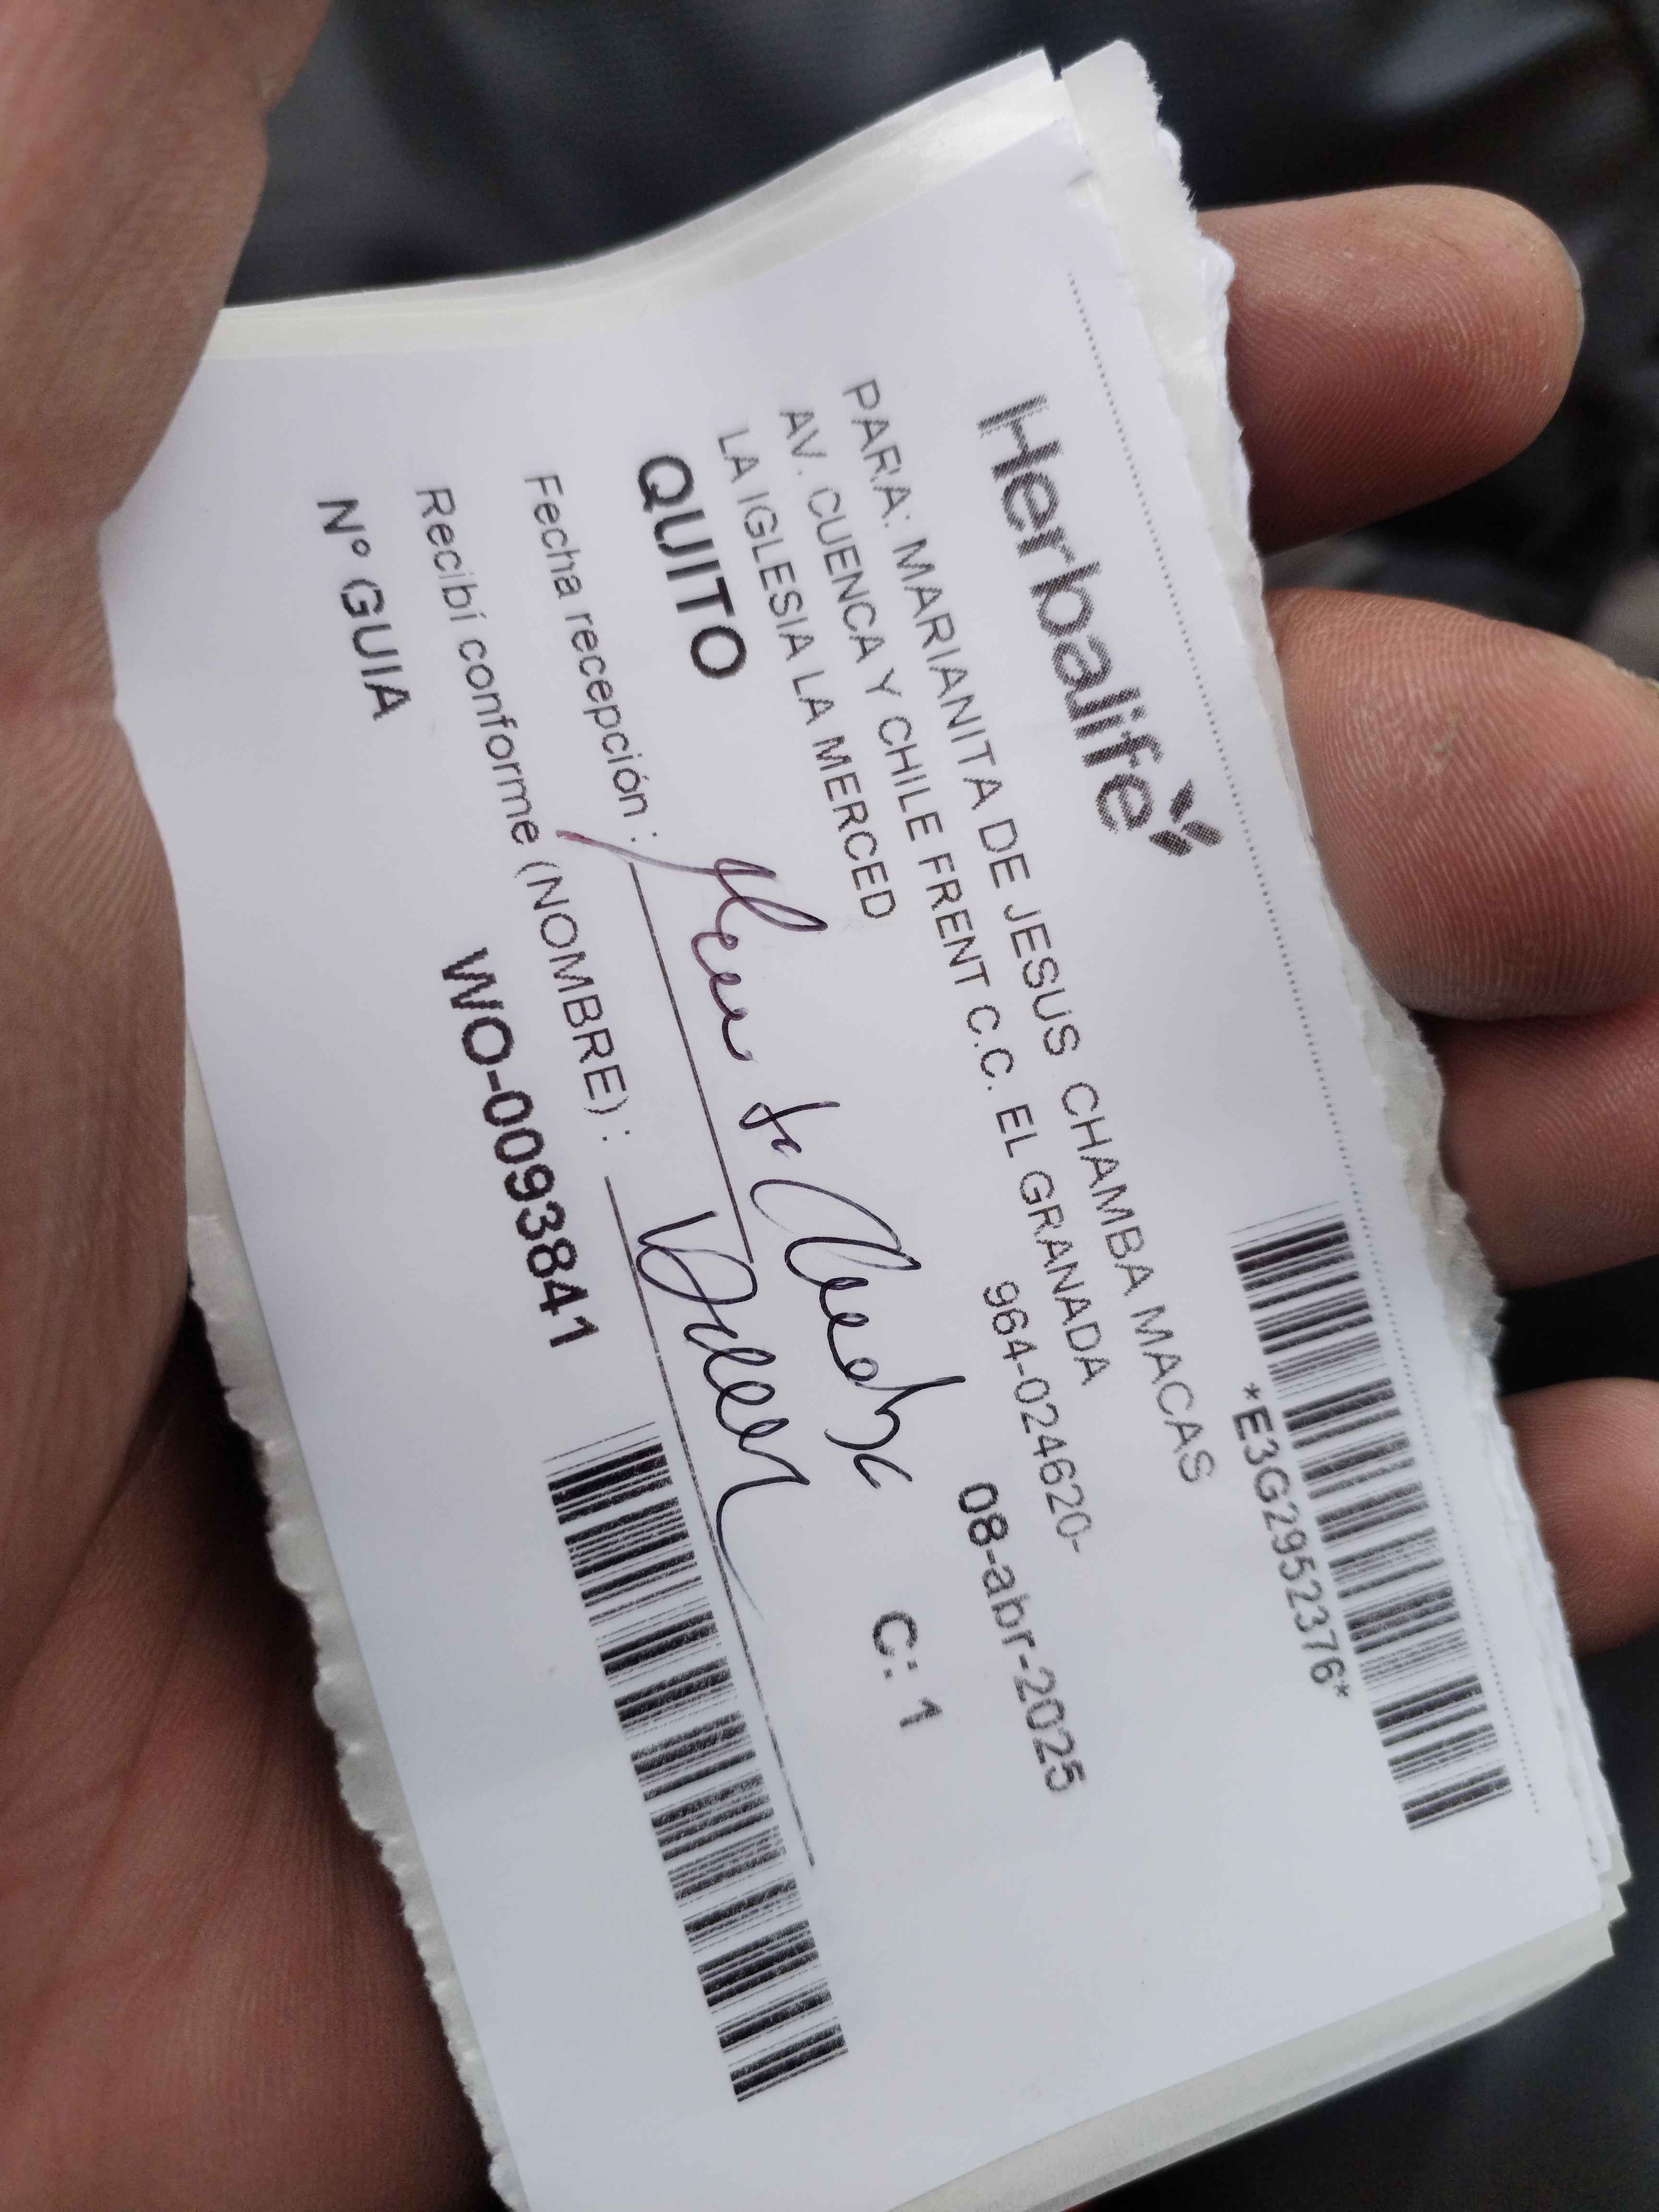 *E3G2952376*
Herbalife
PARA: MARIANITA DE JESUS CHAMBA MACAS
AV. CUENCA Y CHILE FRENT C.C. EL GRANADA
LA IGLESIA LA MERCED
964-024620-
QUITO
08-abr-2025
C: 1
Fecha recepción :
Recibí conforme (NOMBRE) :
Nº GUIA
WO-0093841